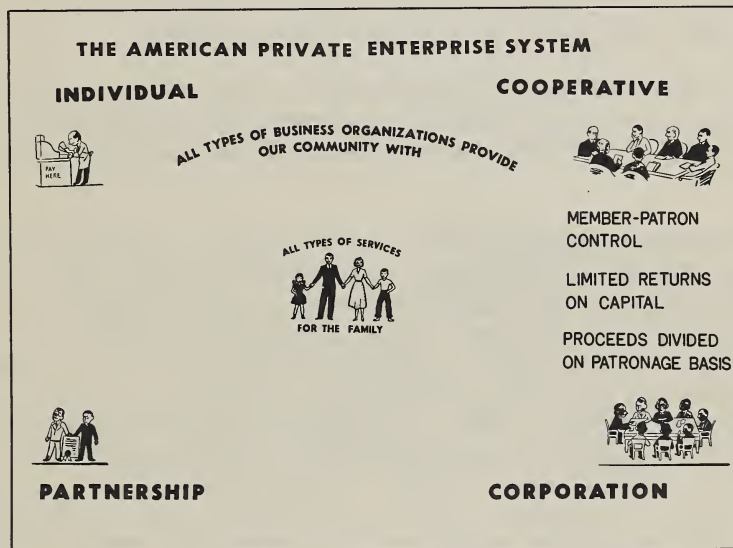 THE AMERICAN PRIVATE ENTERPRISE SYSTEM
INDIVIDUAL
COOPERATIVE
PAY
HERE
ALL TYPES OF BUSINESS ORGANIZATIONS PROVIDE
OUR COMMUNITY WITH
MEMBER-PATRON
CONTROL
LIMITED RETURNS
ON CAPITAL
PROCEEDS DIVIDED
ON PATRONAGE BASIS
ALL TYPES OF SERVICES
FOR THE FAMILY
PARTNERSHIP
CORPORATION